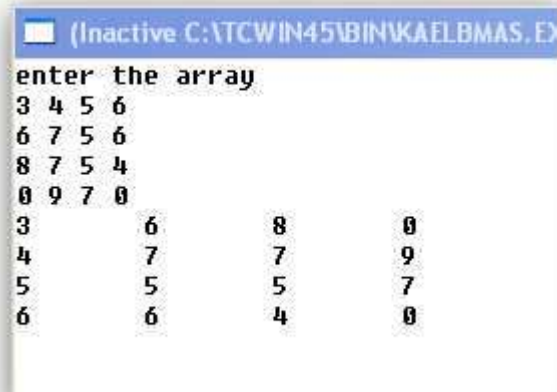 (Inactive C:\TCWIN45\BIN\KAELBMAS.EX
enter the array
3 4 5 6
6 7 5 6
8 7 5 4
0 9 7 0
3 6 8 0
4 7 7 9
5 5 5 7
6 6 4 0